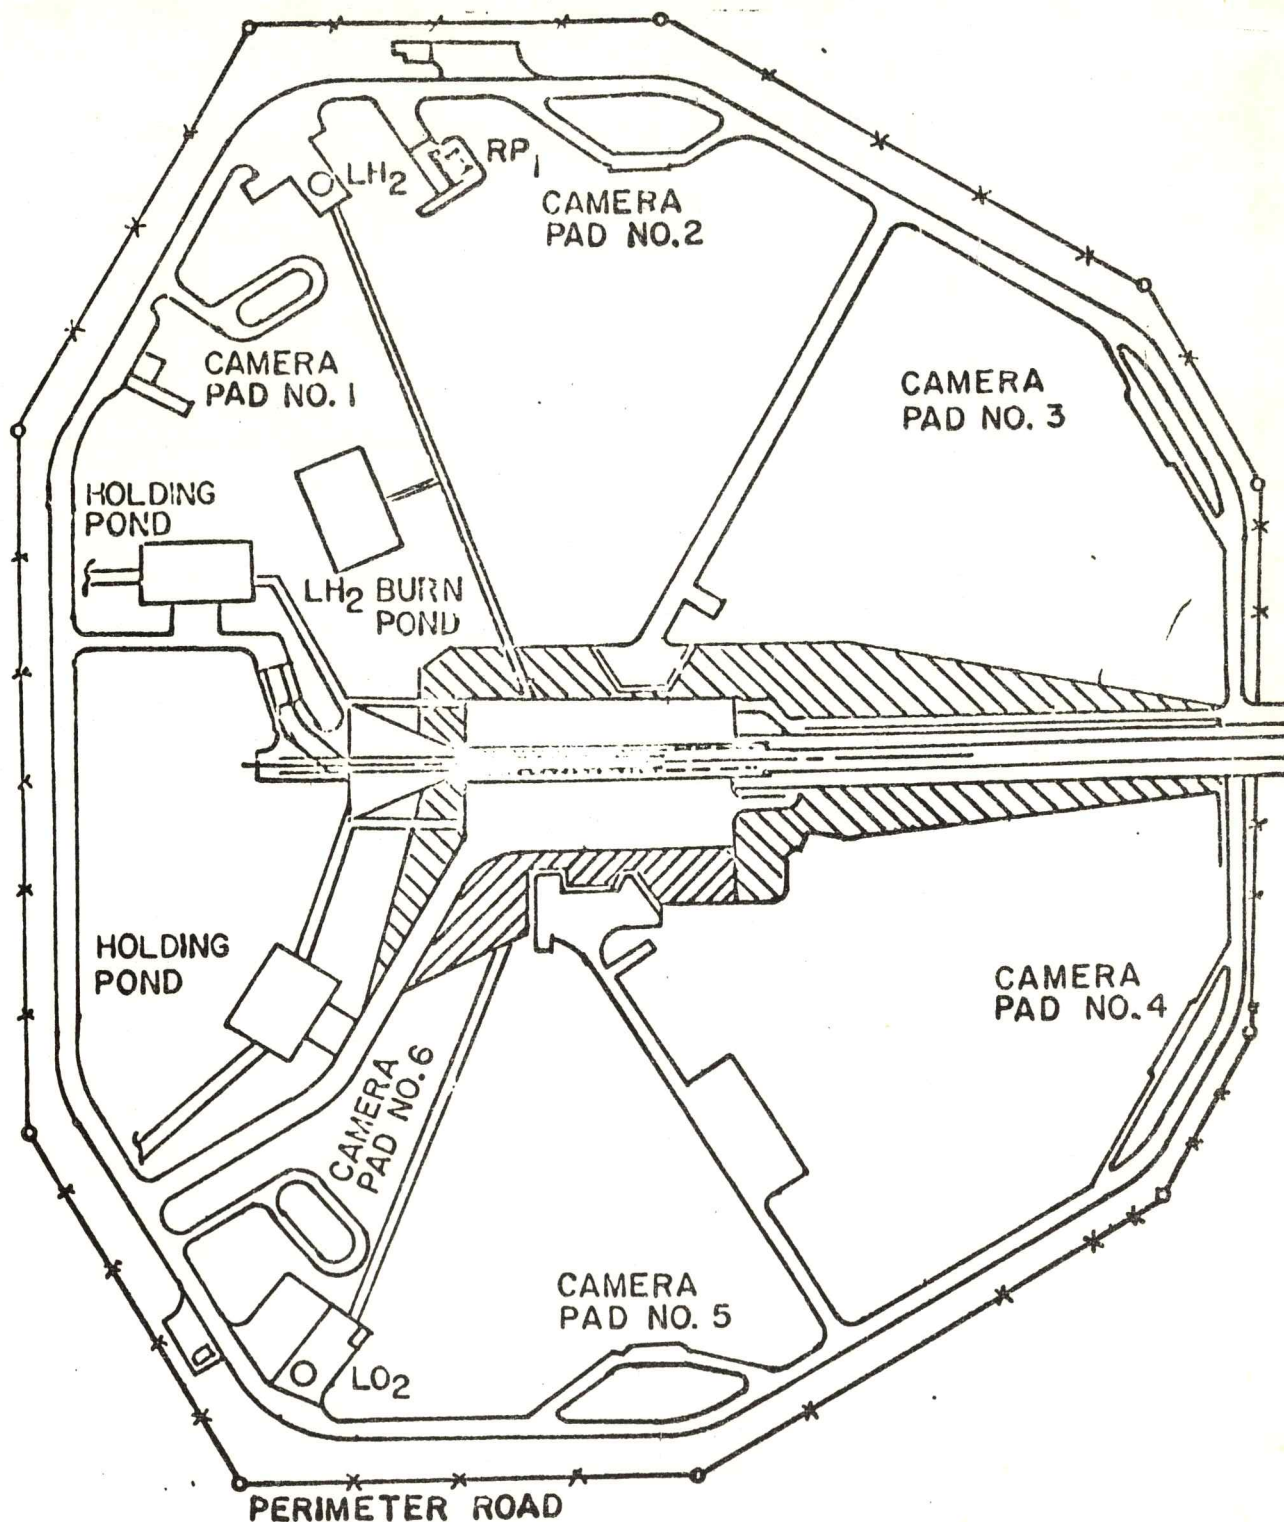 RP1
LH2
CAMERA
PAD NO. 2
CAMERA
PAD NO. 1
CAMERA
PAD NO. 3
HOLDING
POND
LH2 BURN
POND
HOLDING
POND
CAMERA
PAD NO. 4
CAMERA
PAD NO. 6
CAMERA
PAD NO. 5
LO2
PERIMETER ROAD